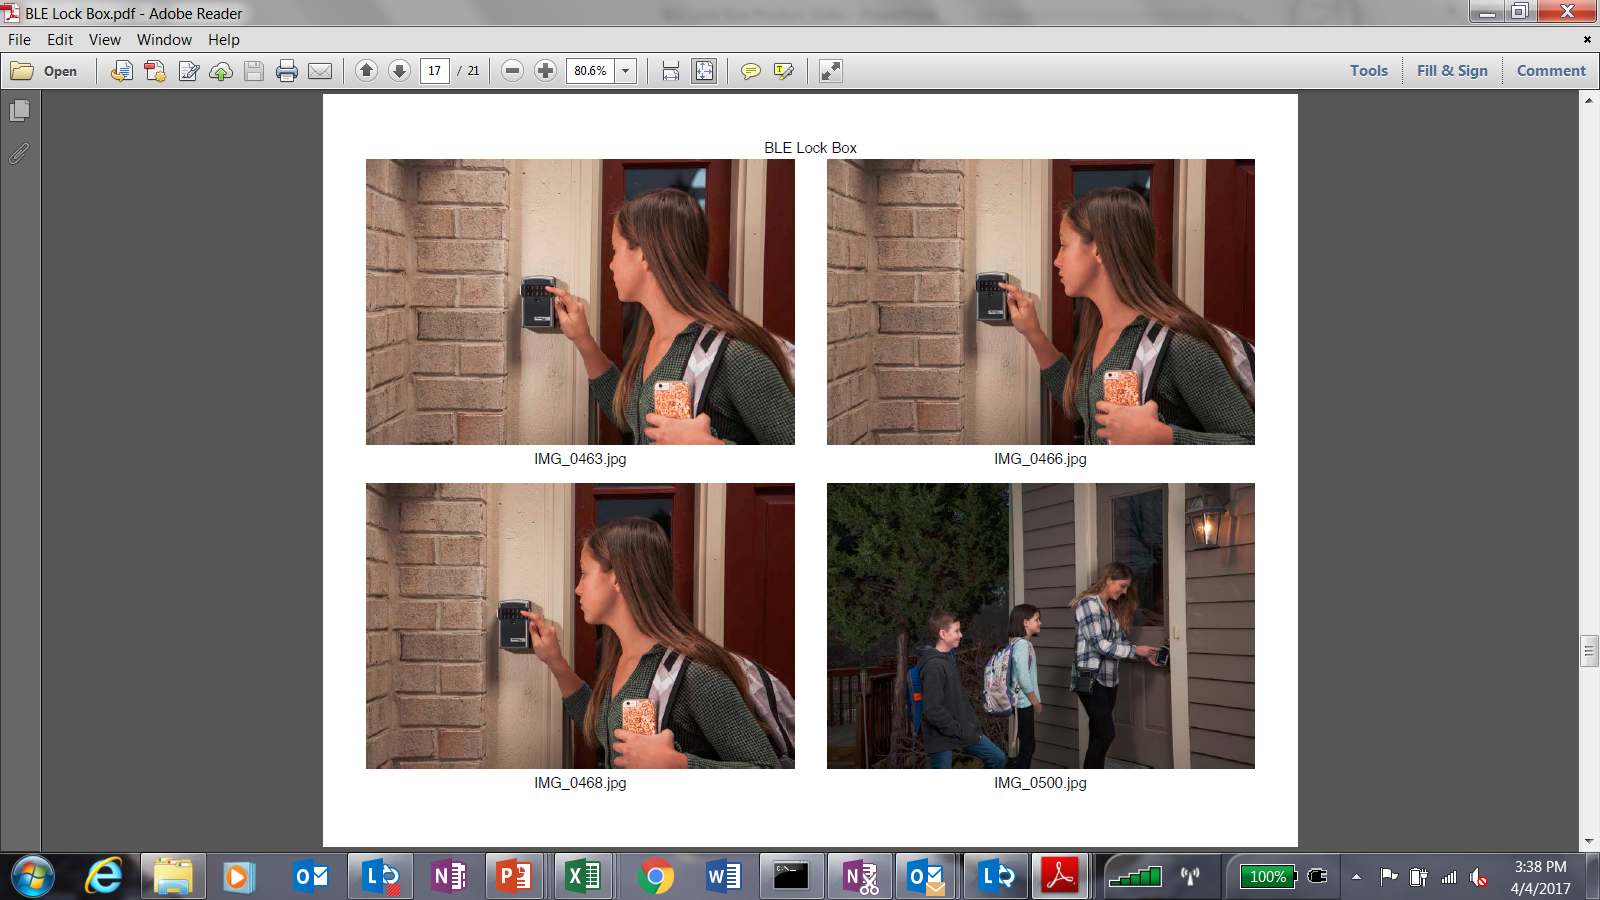 BLE Lock Box.pdf - Adobe Reader
File Edit View Window Help
Open 17 / 21 80.6% Tools Fill & Sign Comment
BLE Lock Box
IMG_0463.jpg IMG_0466.jpg
IMG_0468.jpg IMG_0500.jpg
100% 3:38 PM
4/4/2017